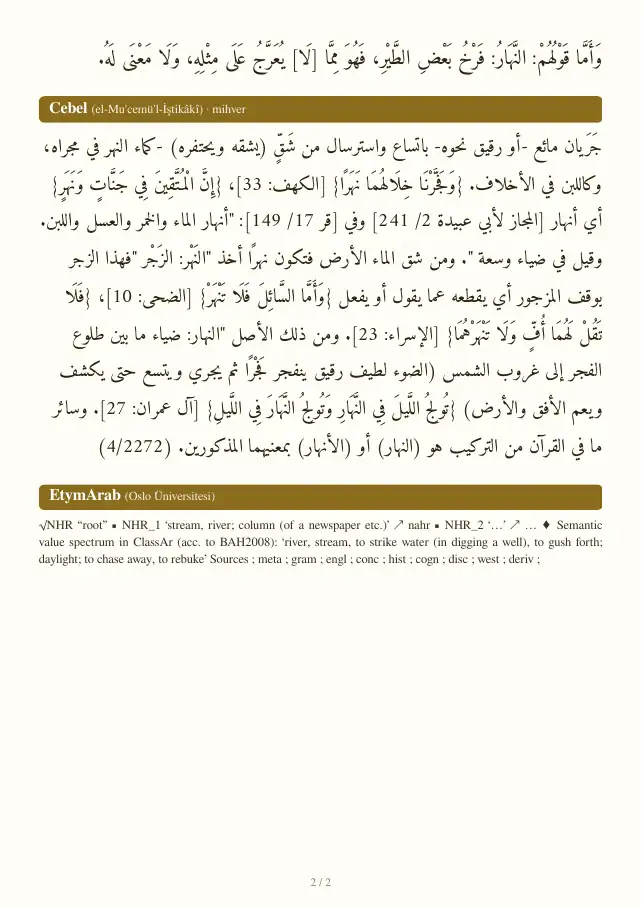 وَأَمَّا قَوْلُهُمْ: النَّهَارُ: فَرْخُ بَعْضِ الطَّيْرِ، فَهُوَ مِمَّا [لَا] يُعَرَّجُ عَلَى مِثْلِهِ، وَلَا مَعْنَى لَهُ.
Cebel (el-Mu'cemü'l-İştikâkî) · mihver
جَرَيان مائع -أو رقيق نحوه- باتساع واسترسال من شَقٍّ (يشقه ويحتفره) -كماء النهر في مجراه،
وكاللبن في الأخلاف. {وَفَجَّرْنَا خِلَالَهُمَا نَهَرًا} [الكهف: 33]، {إِنَّ الْمُتَّقِينَ فِي جَنَّاتٍ وَنَهَرٍ}
أي أنهار [المجاز لأبي عبيدة 2/ 241] وفي [قر 17/ 149]: "أنهار الماء والخمر والعسل واللبن.
وقيل في ضياء وسعة ". ومن شق الماء الأرض فتكون نهرًا أخذ "النَهْر: الزَجْر "فهذا الزجر
يوقف المزجور أي يقطعه عما يقول أو يفعل {وَأَمَّا السَّائِلَ فَلَا تَنْهَرْ} [الضحى: 10]، {فَلَا
تَقُلْ لَهُمَا أُفٍّ وَلَا تَنْهَرْهُمَا} [الإسراء: 23]. ومن ذلك الأصل "النهار: ضياء ما بين طلوع
الفجر إلى غروب الشمس (الضوء لطيف رقيق ينفجر فَجْرًا ثم يجري ويتسع حتى يكشف
ويعم الأفق والأرض) {تُولِجُ اللَّيلَ فِي النَّهَارِ وَتُولِجُ النَّهَارَ فِي اللَّيلِ} [آل عمران: 27]. وسائر
ما في القرآن من التركيب هو (النهار) أو (الأنهار) بمعنيهما المذكورين. (4/2272)
EtymArab (Oslo Üniversitesi)
√NHR “root” ▪ NHR_1 ‘stream, river; column (of a newspaper etc.)’ ↗ nahr ▪ NHR_2 ‘…’ ↗ … ♦ Semantic
value spectrum in ClassAr (acc. to BAH2008): ‘river, stream, to strike water (in digging a well), to gush forth;
daylight; to chase away, to rebuke’ Sources ; meta ; gram ; engl ; conc ; hist ; cogn ; disc ; west ; deriv ;
2 / 2